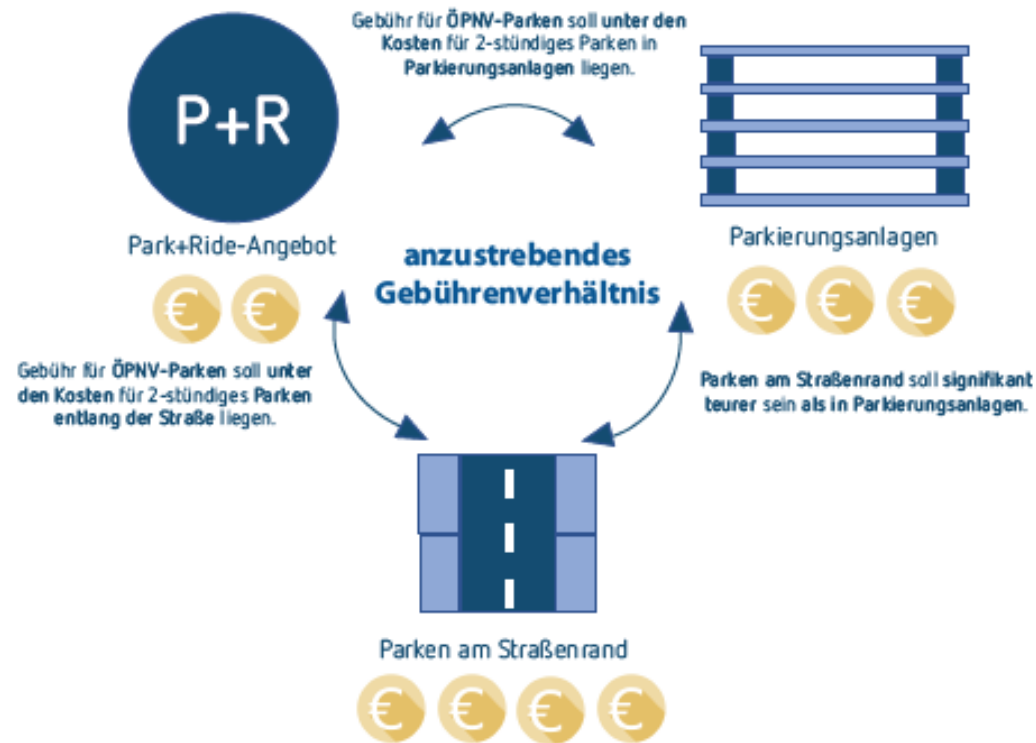 Gebühr für ÖPNV-Parken soll unter den
Kosten für 2-stündiges Parken in
Parkierungsanlagen liegen.
P+R
Park+Ride-Angebot
Parkierungsanlagen
anzustrebendes
Gebührenverhältnis
€ €
€ € €
Gebühr für ÖPNV-Parken soll unter
den Kosten für 2-stündiges Parken
entlang der Straße liegen.
Parken am Straßenrand soll signifikant
teurer sein als in Parkierungsanlagen.
Parken am Straßenrand
€ € € €